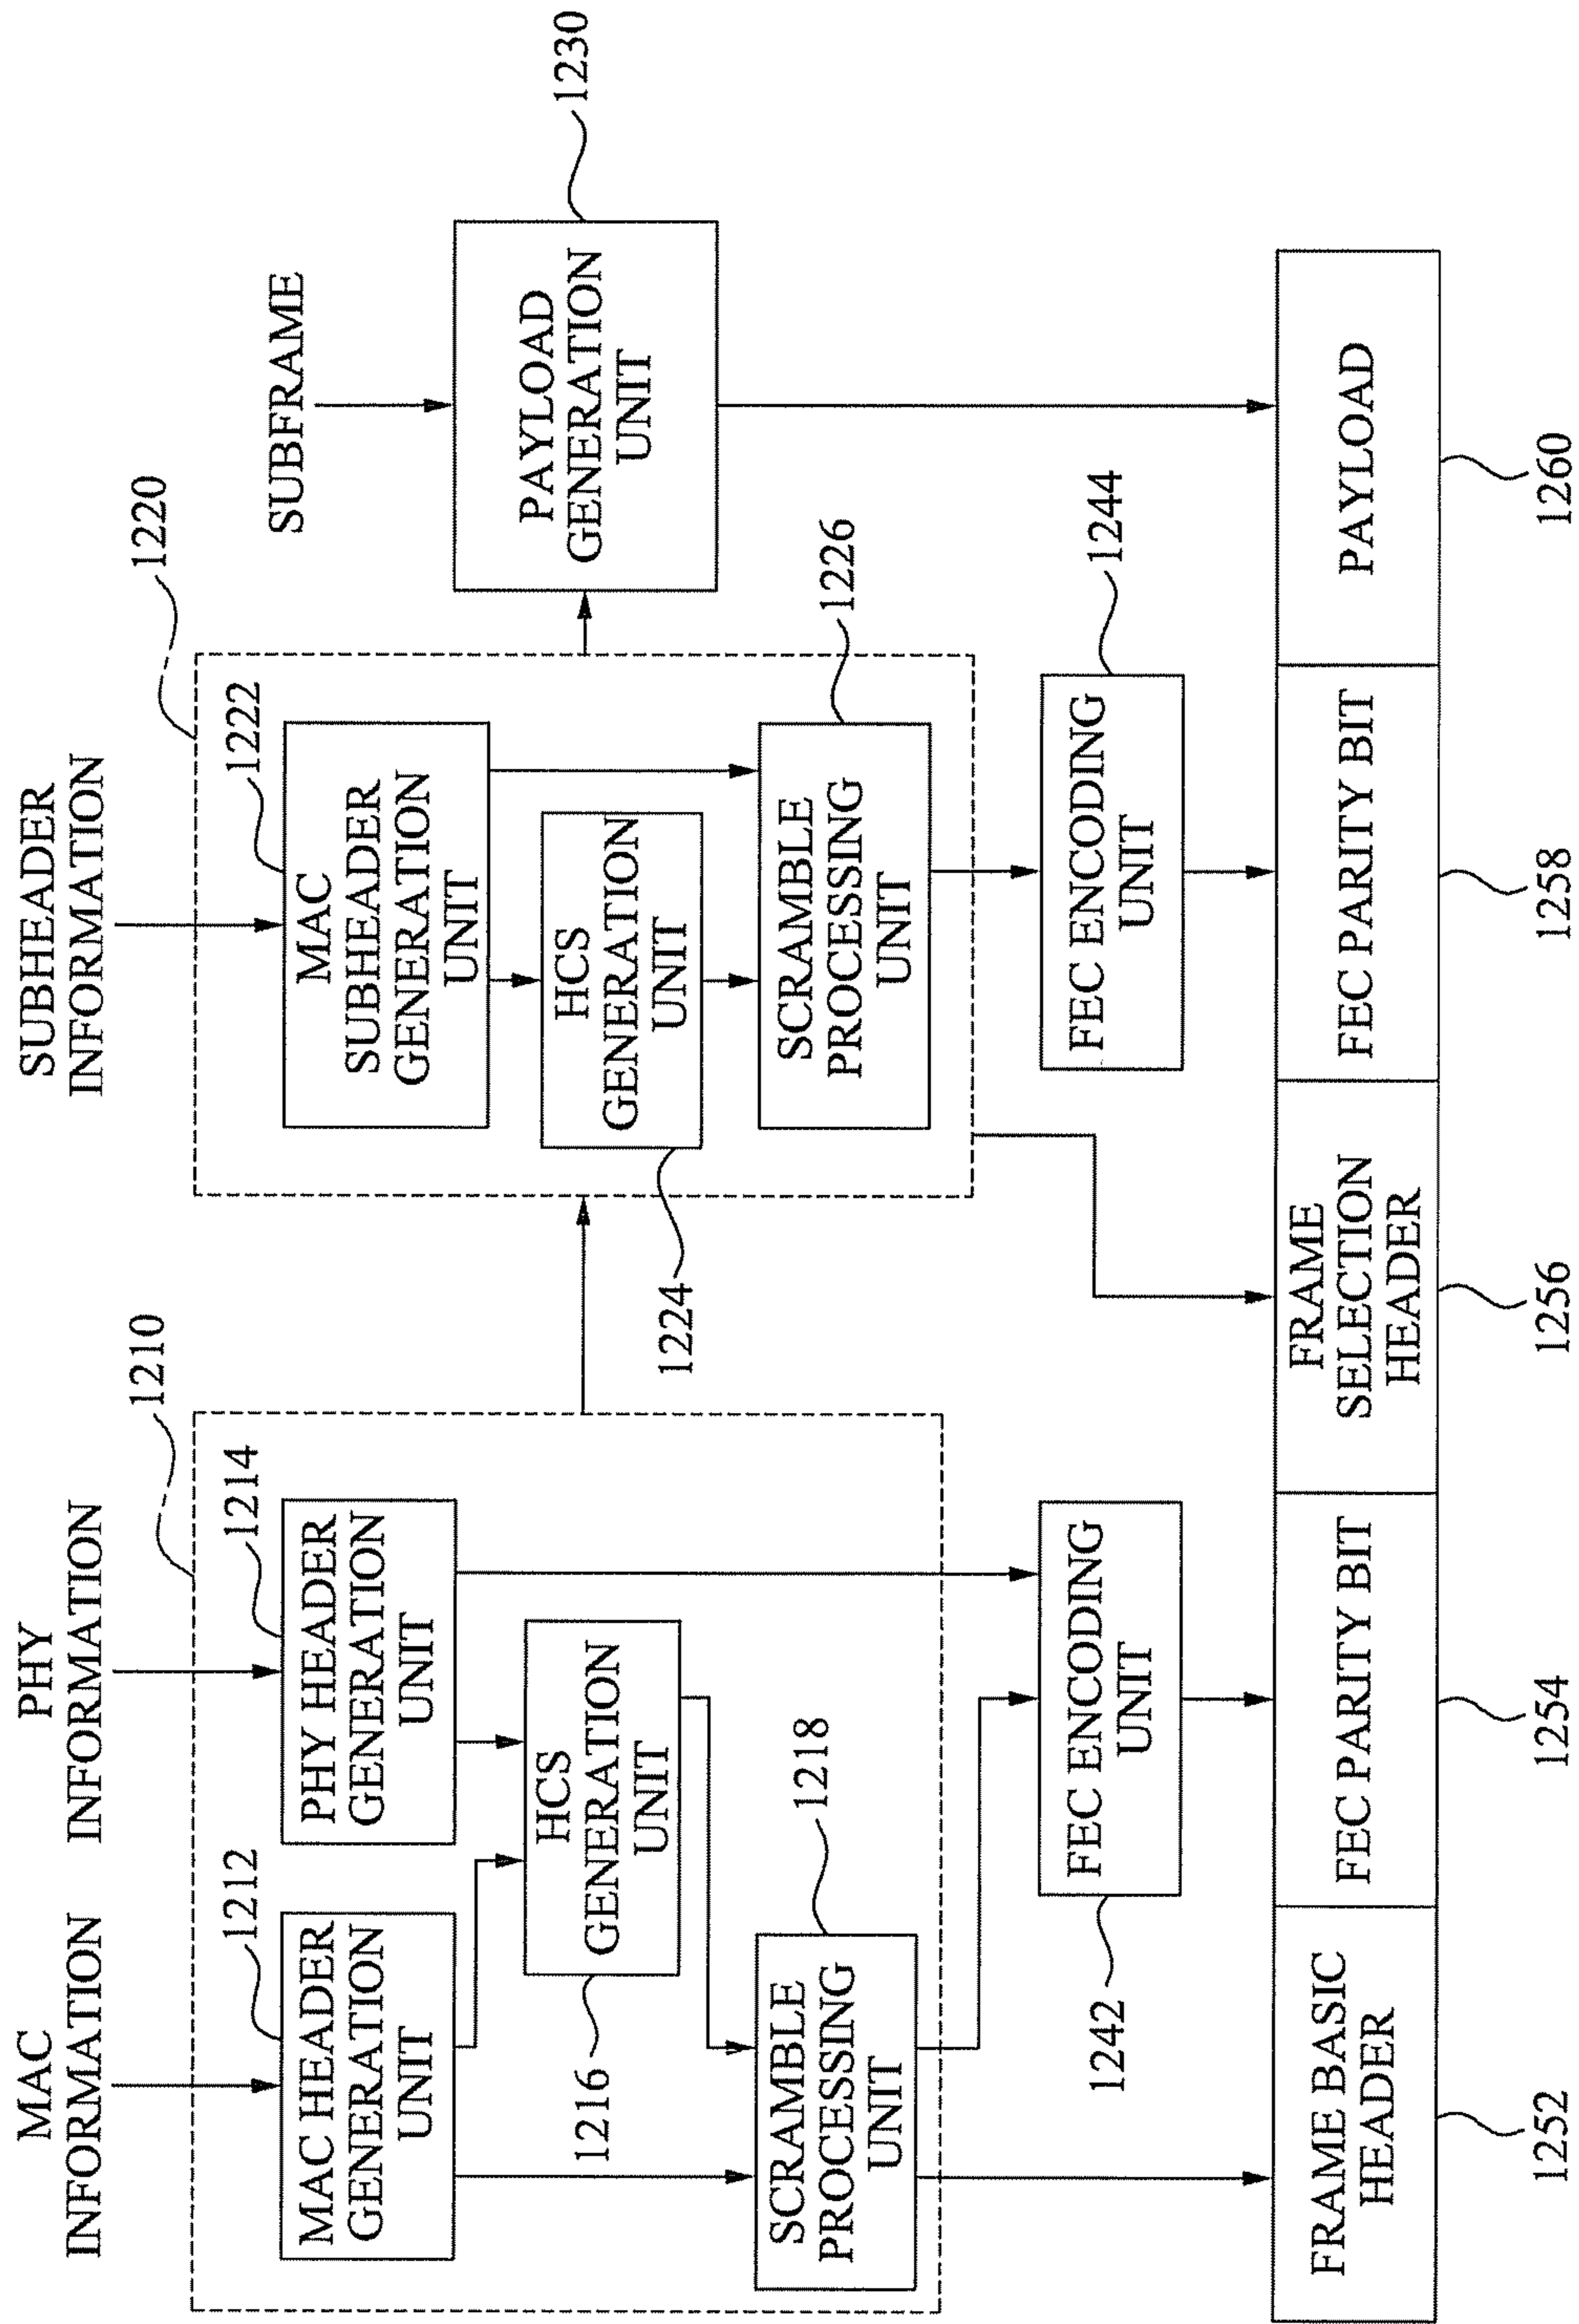 MAC
INFORMATION
PHY
INFORMATION
SUBHEADER
INFORMATION
SUBFRAME
1210
1220
1212
MAC HEADER
GENERATION
UNIT
1214
PHY HEADER
GENERATION
UNIT
1216
HCS
GENERATION
UNIT
1218
SCRAMBLE
PROCESSING
UNIT
1222
MAC
SUBHEADER
GENERATION
UNIT
1224
HCS
GENERATION
UNIT
1226
SCRAMBLE
PROCESSING
UNIT
1230
PAYLOAD
GENERATION
UNIT
1242
FEC ENCODING
UNIT
1244
FEC ENCODING
UNIT
FRAME BASIC
HEADER
FEC PARITY BIT
FRAME
SELECTION
HEADER
FEC PARITY BIT
PAYLOAD
1252
1254
1256
1258
1260